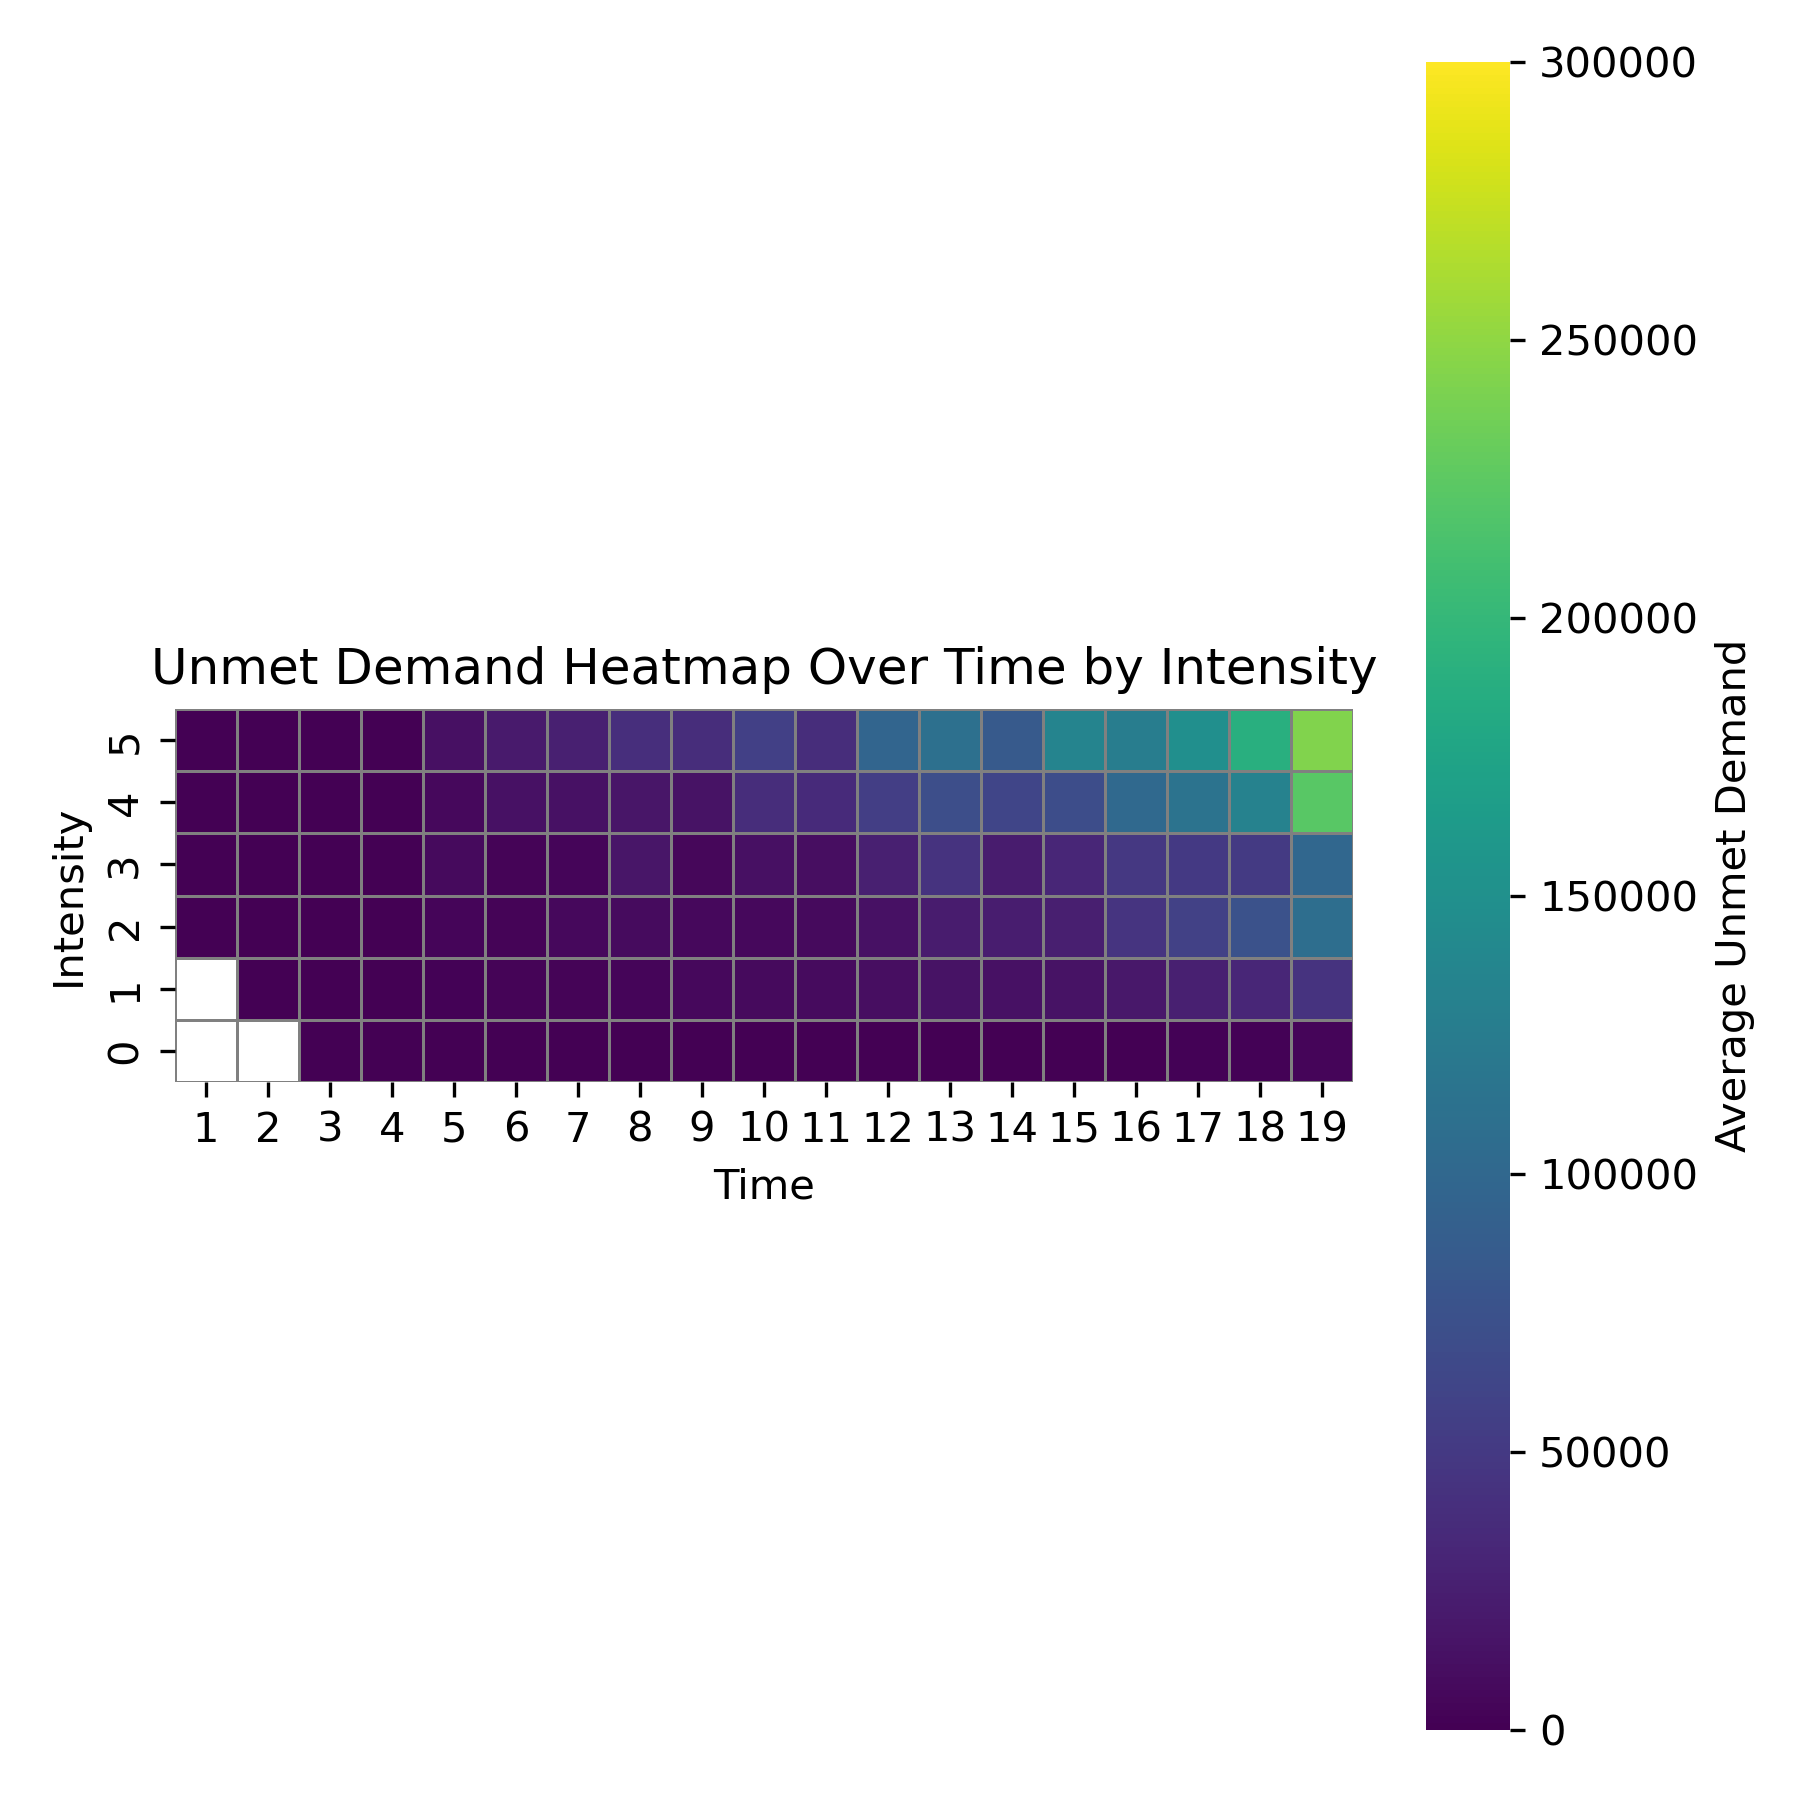 Unmet Demand Heatmap Over Time by Intensity
Intensity
5
4
3
2
1
0
1 2 3 4 5 6 7 8 9 10 11 12 13 14 15 16 17 18 19
Time
300000
250000
200000
150000
100000
50000
0
Average Unmet Demand